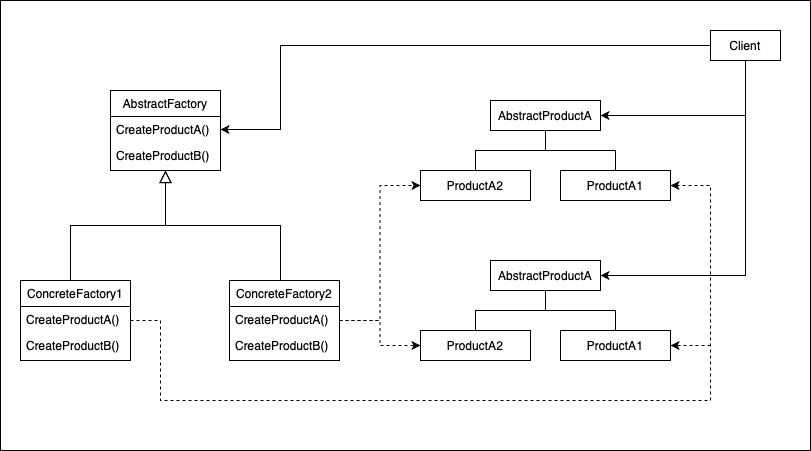 Client
AbstractFactory
CreateProductA()
CreateProductB()
AbstractProductA
ProductA2
ProductA1
ConcreteFactory1
CreateProductA()
CreateProductB()
ConcreteFactory2
CreateProductA()
CreateProductB()
AbstractProductA
ProductA2
ProductA1